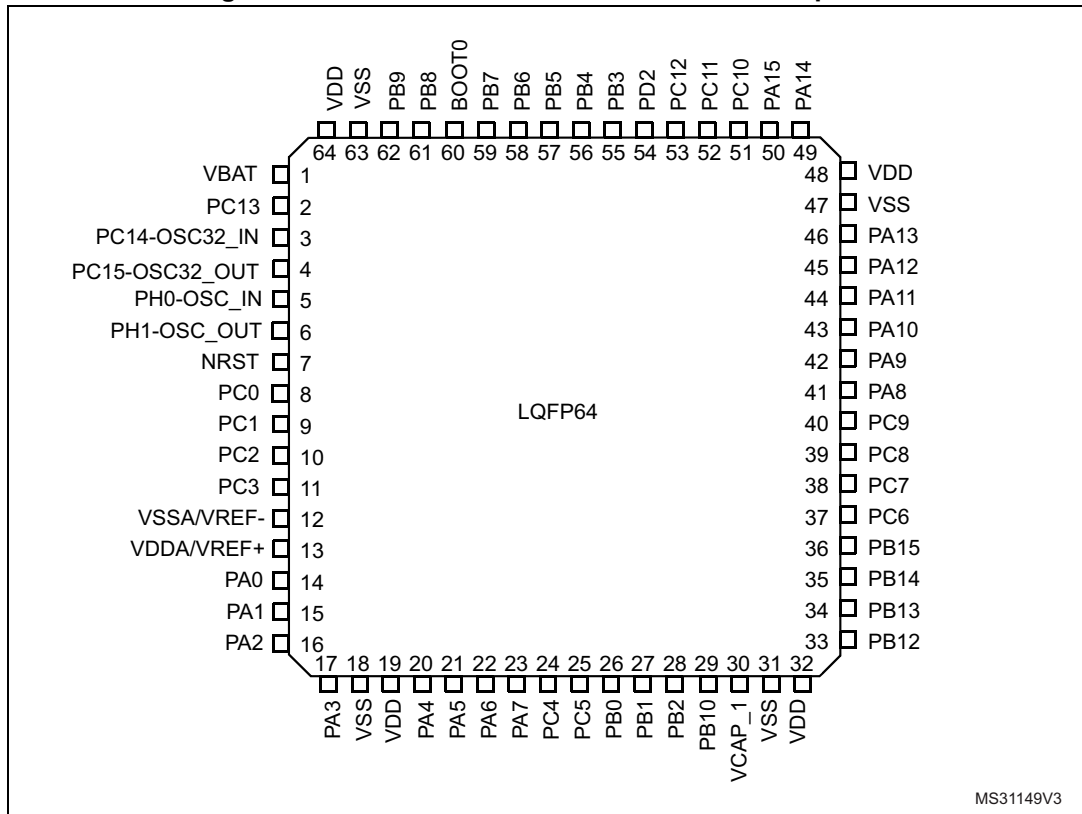 VDD
VSS
PB9
PB8
BOOT0
PB7
PB6
PB5
PB4
PB3
PD2
PC12
PC11
PC10
PA15
PA14
64 63 62 61 60 59 58 57 56 55 54 53 52 51 50 49
VBAT 1
PC13 2
PC14-OSC32_IN 3
PC15-OSC32_OUT 4
PH0-OSC_IN 5
PH1-OSC_OUT 6
NRST 7
PC0 8
PC1 9
PC2 10
PC3 11
VSSA/VREF- 12
VDDA/VREF+ 13
PA0 14
PA1 15
PA2 16
LQFP64
48 VDD
47 VSS
46 PA13
45 PA12
44 PA11
43 PA10
42 PA9
41 PA8
40 PC9
39 PC8
38 PC7
37 PC6
36 PB15
35 PB14
34 PB13
33 PB12
17 18 19 20 21 22 23 24 25 26 27 28 29 30 31 32
PA3
VSS
VDD
PA4
PA5
PA6
PA7
PC4
PC5
PB0
PB1
PB2
PB10
VCAP_1
VSS
VDD
MS31149V3